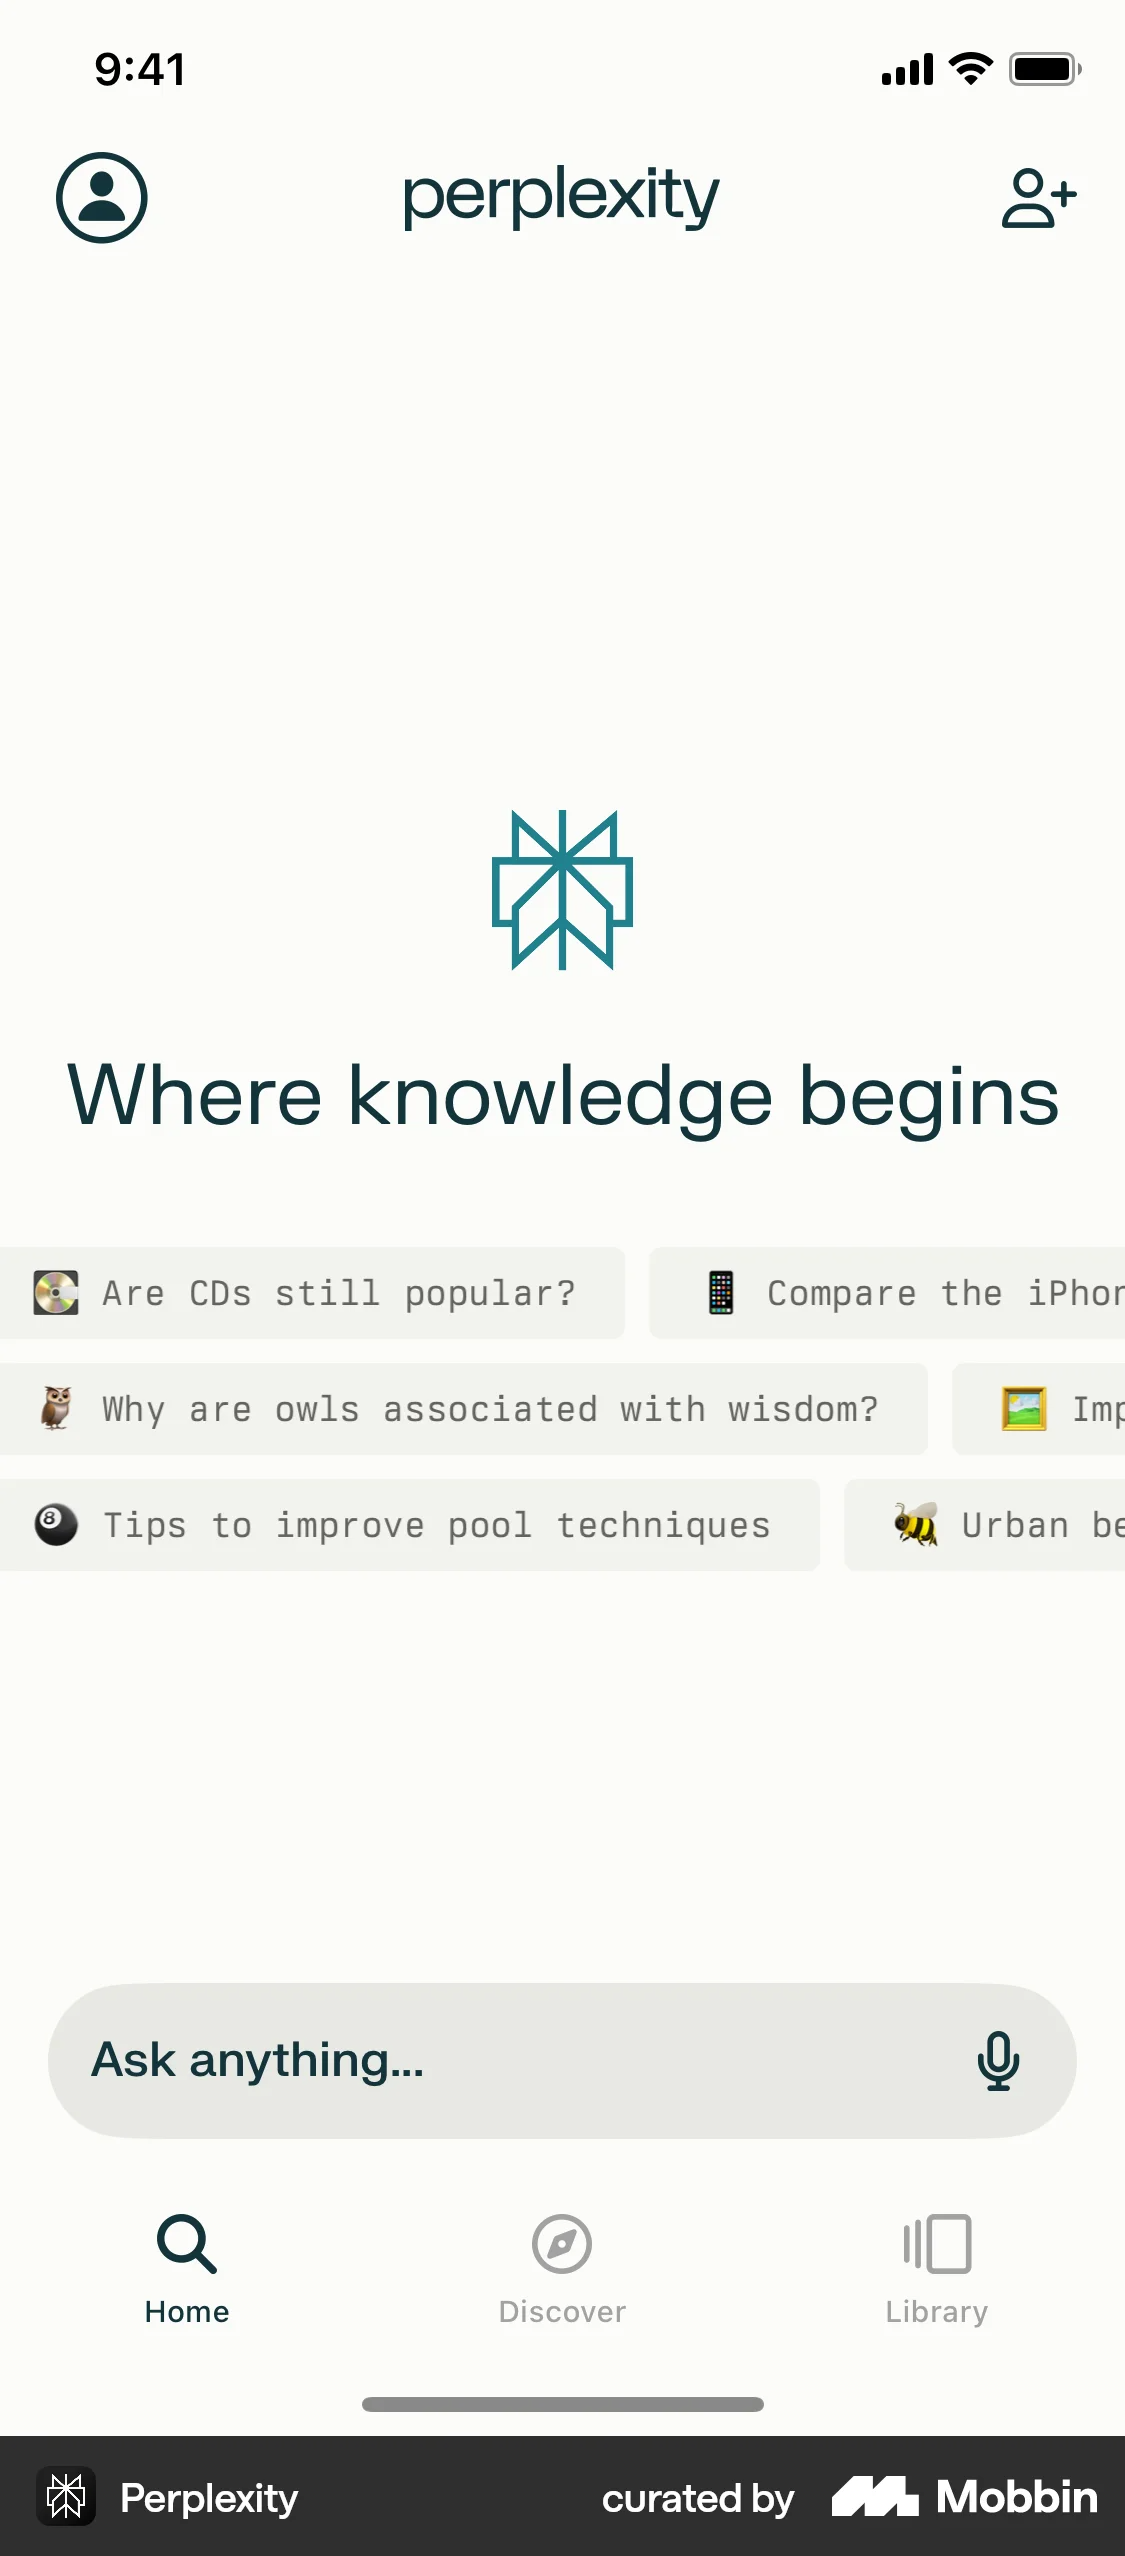 9:41
perplexity
Where knowledge begins
Are CDs still popular?
Compare the iPhon
Why are owls associated with wisdom?
Imp
Tips to improve pool techniques
Urban be
Ask anything...
Home
Discover
Library
Perplexity
curated by
Mobbin